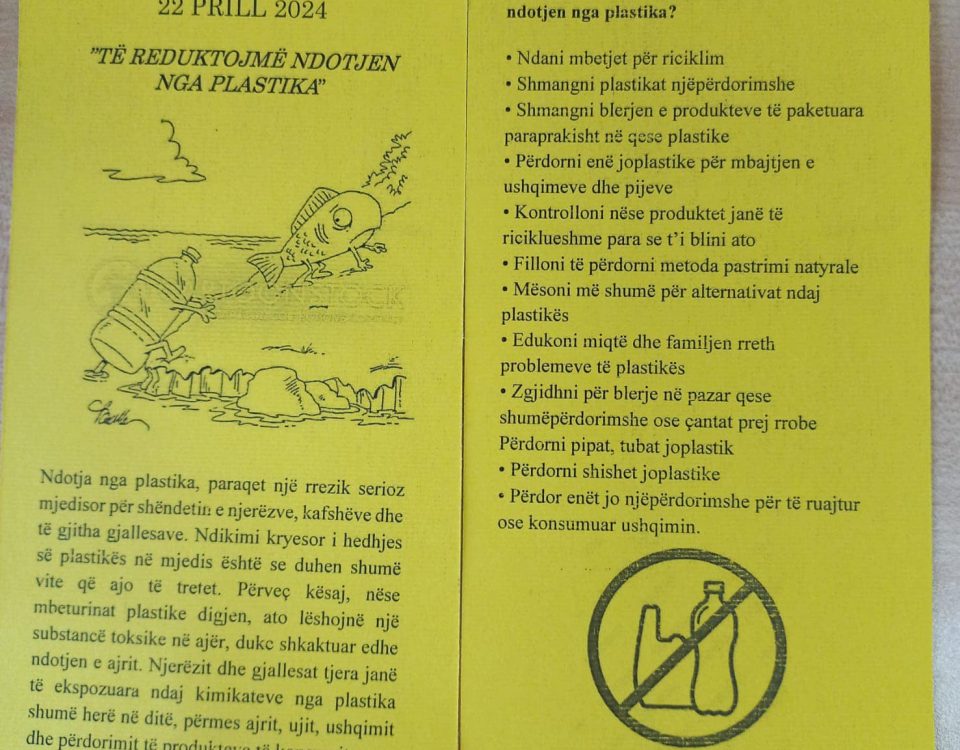 22 PRILL 2024
"TË REDUKTOJMË NDOTJEN
NGA PLASTIKA"
Ndotja nga plastika, paraqet një rrezik serioz
mjedisor për shëndetin e njerëzve, kafshëve dhe
të gjitha gjallesave. Ndikimi kryesor i hedhjes
së plastikës në mjedis është se duhen shumë
vite që ajo të tretet. Përveç kësaj, nëse
mbeturinat plastike digjen, ato lëshojnë një
substancë toksike në ajër, duke shkaktuar edhe
ndotjen e ajrit. Njerëzit dhe gjallesat tjera janë
të ekspozuara ndaj kimikateve nga plastika
shumë herë në ditë, përmes ajrit, ujit, ushqimit
dhe përdorimit të produkteve të
ndotjen nga plastika?
• Ndani mbetjet për riciklim
• Shmangni plastikat njëpërdorimshe
• Shmangni blerjen e produkteve të paketuara
paraprakisht në qese plastike
• Përdorni enë joplastike për mbajtjen e
ushqimeve dhe pijeve
• Kontrolloni nëse produktet janë të
riciklueshme para se t'i blini ato
• Filloni të përdorni metoda pastrimi natyrale
• Mësoni më shumë për alternativat ndaj
plastikës
• Edukoni miqtë dhe familjen rreth
problemeve të plastikës
• Zgjidhni për blerje në pazar qese
shumëpërdorimshe ose çantat prej rrobe
Përdorni pipat, tubat joplastik
• Përdorni shishet joplastike
• Përdor enët jo njëpërdorimshe për të ruajtur
ose konsumuar ushqimin.